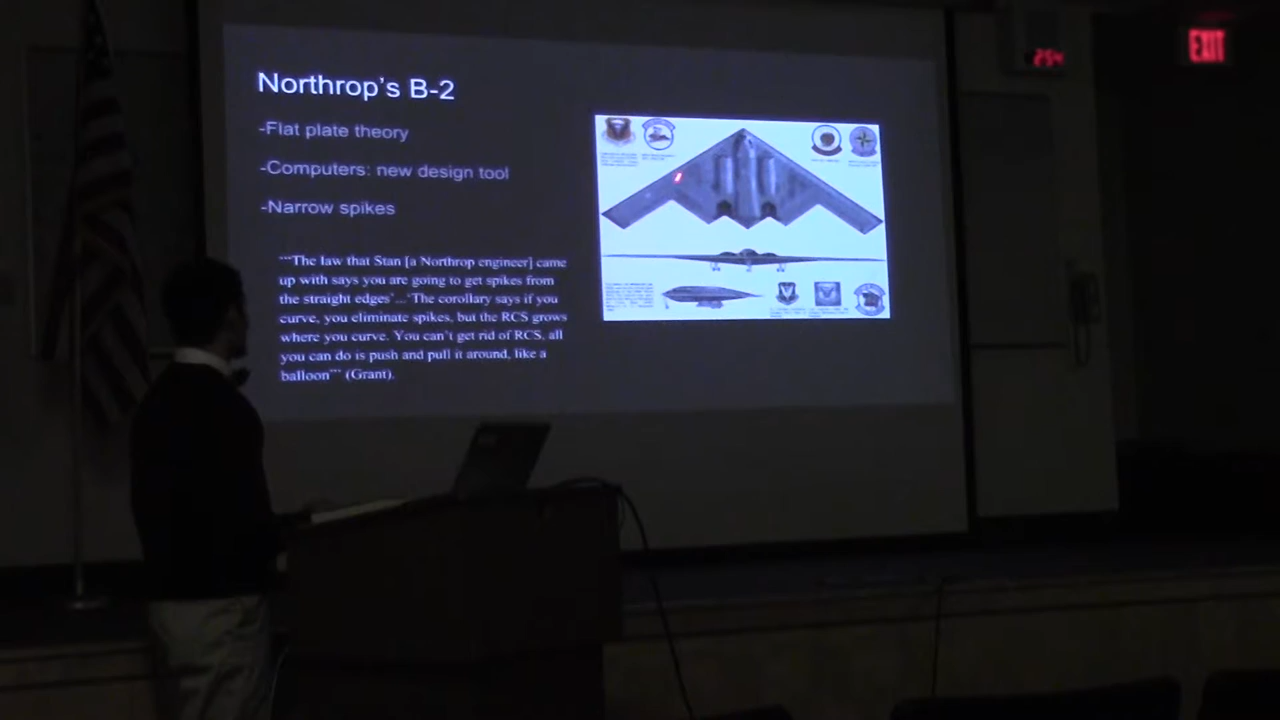 Northrop's B-2
-Flat plate theory
-Computers: new design tool
-Narrow spikes
"'"The law that Stan [a Northrop engineer] came
up with says you are going to get spikes from
the straight edges' ...'The corollary says if you
curve, you eliminate spikes, but the RCS grows
where you curve. You can't get rid of RCS, all
you can do is push and pull it around, like a
balloon'" (Grant).
254
EXIT